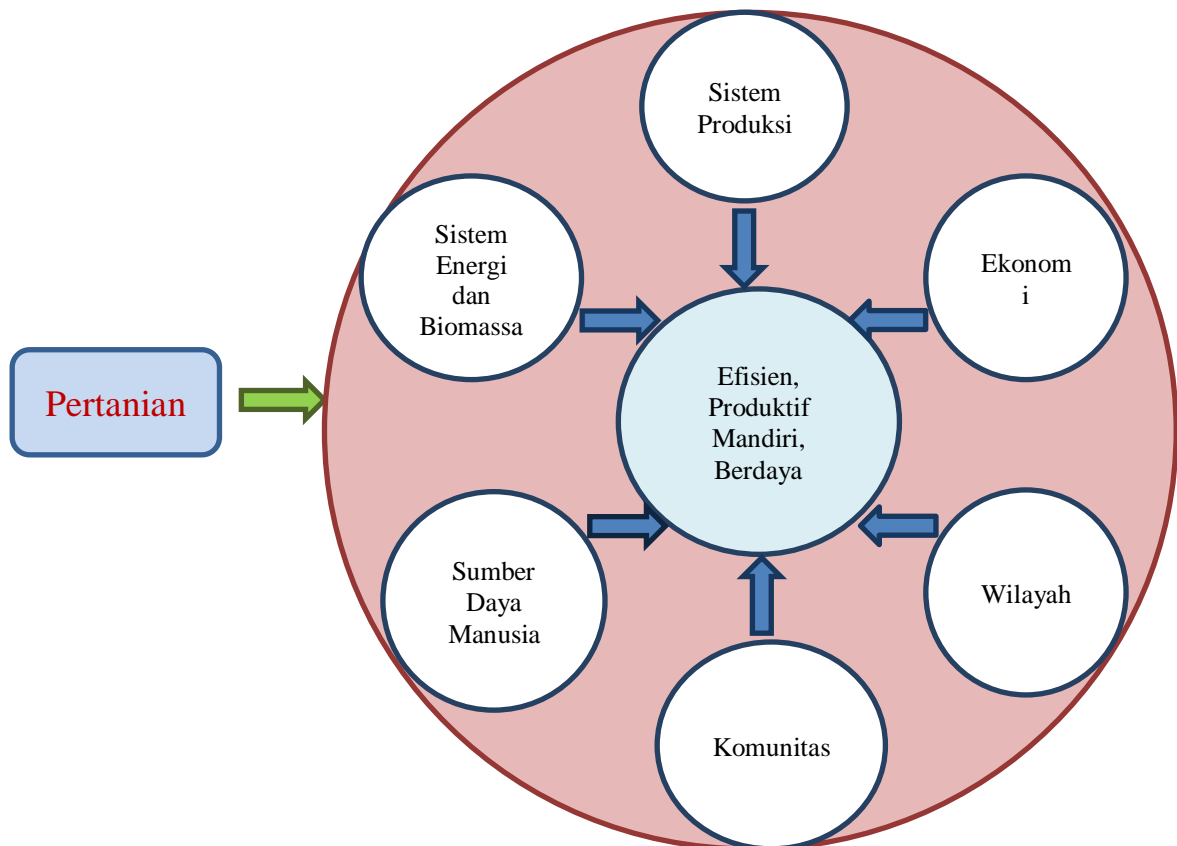 Sistem
Produksi
Sistem
Energi
dan
Biomassa
Ekonom
i
Pertanian
Efisien,
Produktif
Mandiri,
Berdaya
Sumber
Daya
Manusia
Wilayah
Komunitas